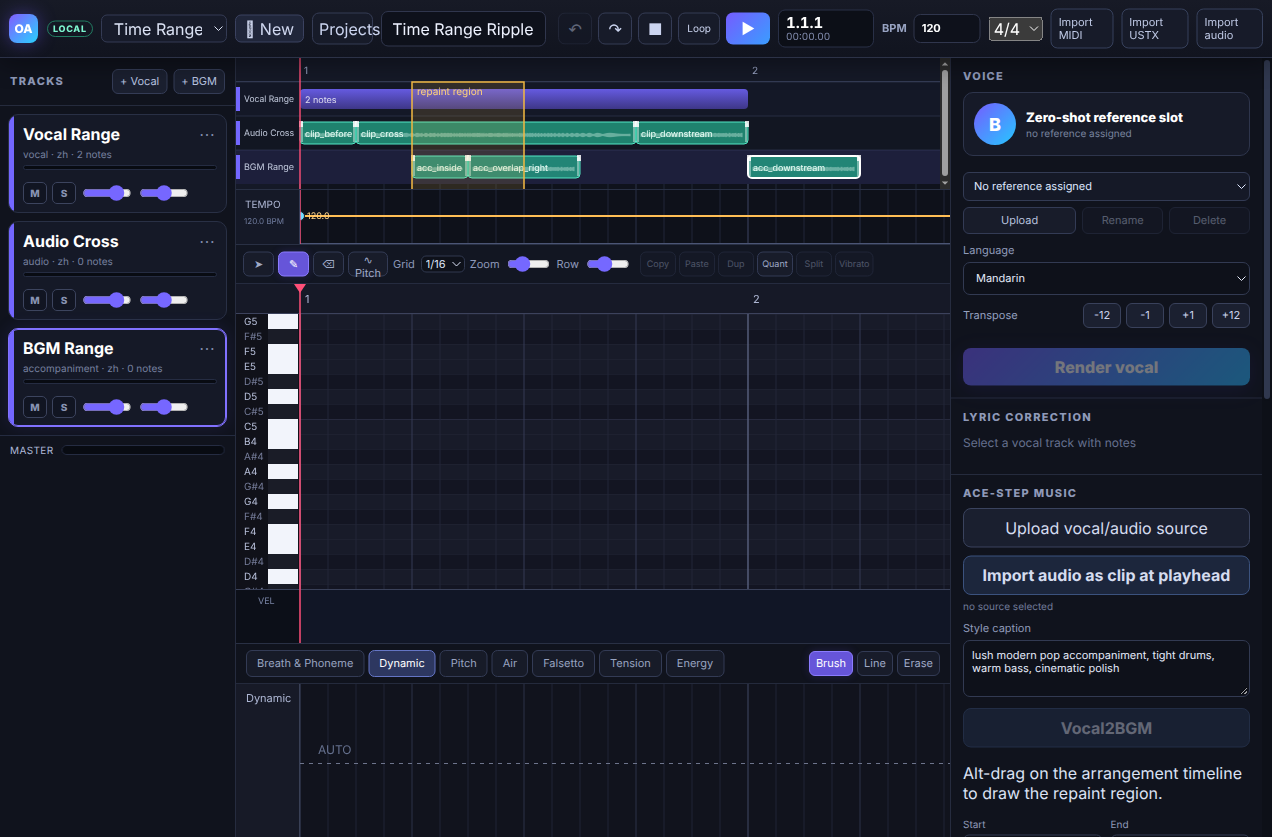 OA LOCAL Time Range New Projects Time Range Ripple ↶ ↷ Loop 1.1.1 00:00.00 BPM 120 4/4 Import MIDI Import USTX Import audio
TRACKS + Vocal + BGM
Vocal Range ...
vocal · zh · 2 notes
M S
Audio Cross ...
audio · zh · 0 notes
M S
BGM Range ...
accompaniment · zh · 0 notes
M S
MASTER
1 2
Vocal Range 2 notes repaint region
Audio Cross clip_before clip_cross clip_downstream
BGM Range acc_inside acc_overlap_right acc_downstream
TEMPO
120.0 BPM 120.0
Pitch Grid 1/16 Zoom Row Copy Paste Dup Quant Split Vibrato
1 2
G5
F#5
F5
E5
D#5
D5
C#5
C5
B4
A#4
A4
G#4
G4
F#4
F4
E4
D#4
D4
VEL
Breath & Phoneme Dynamic Pitch Air Falsetto Tension Energy Brush Line Erase
Dynamic
AUTO
VOICE
B Zero-shot reference slot
no reference assigned
No reference assigned
Upload Rename Delete
Language
Mandarin
Transpose -12 -1 +1 +12
Render vocal
LYRIC CORRECTION
Select a vocal track with notes
ACE-STEP MUSIC
Upload vocal/audio source
Import audio as clip at playhead
no source selected
Style caption
lush modern pop accompaniment, tight drums,
warm bass, cinematic polish
Vocal2BGM
Alt-drag on the arrangement timeline
to draw the repaint region.
Start End